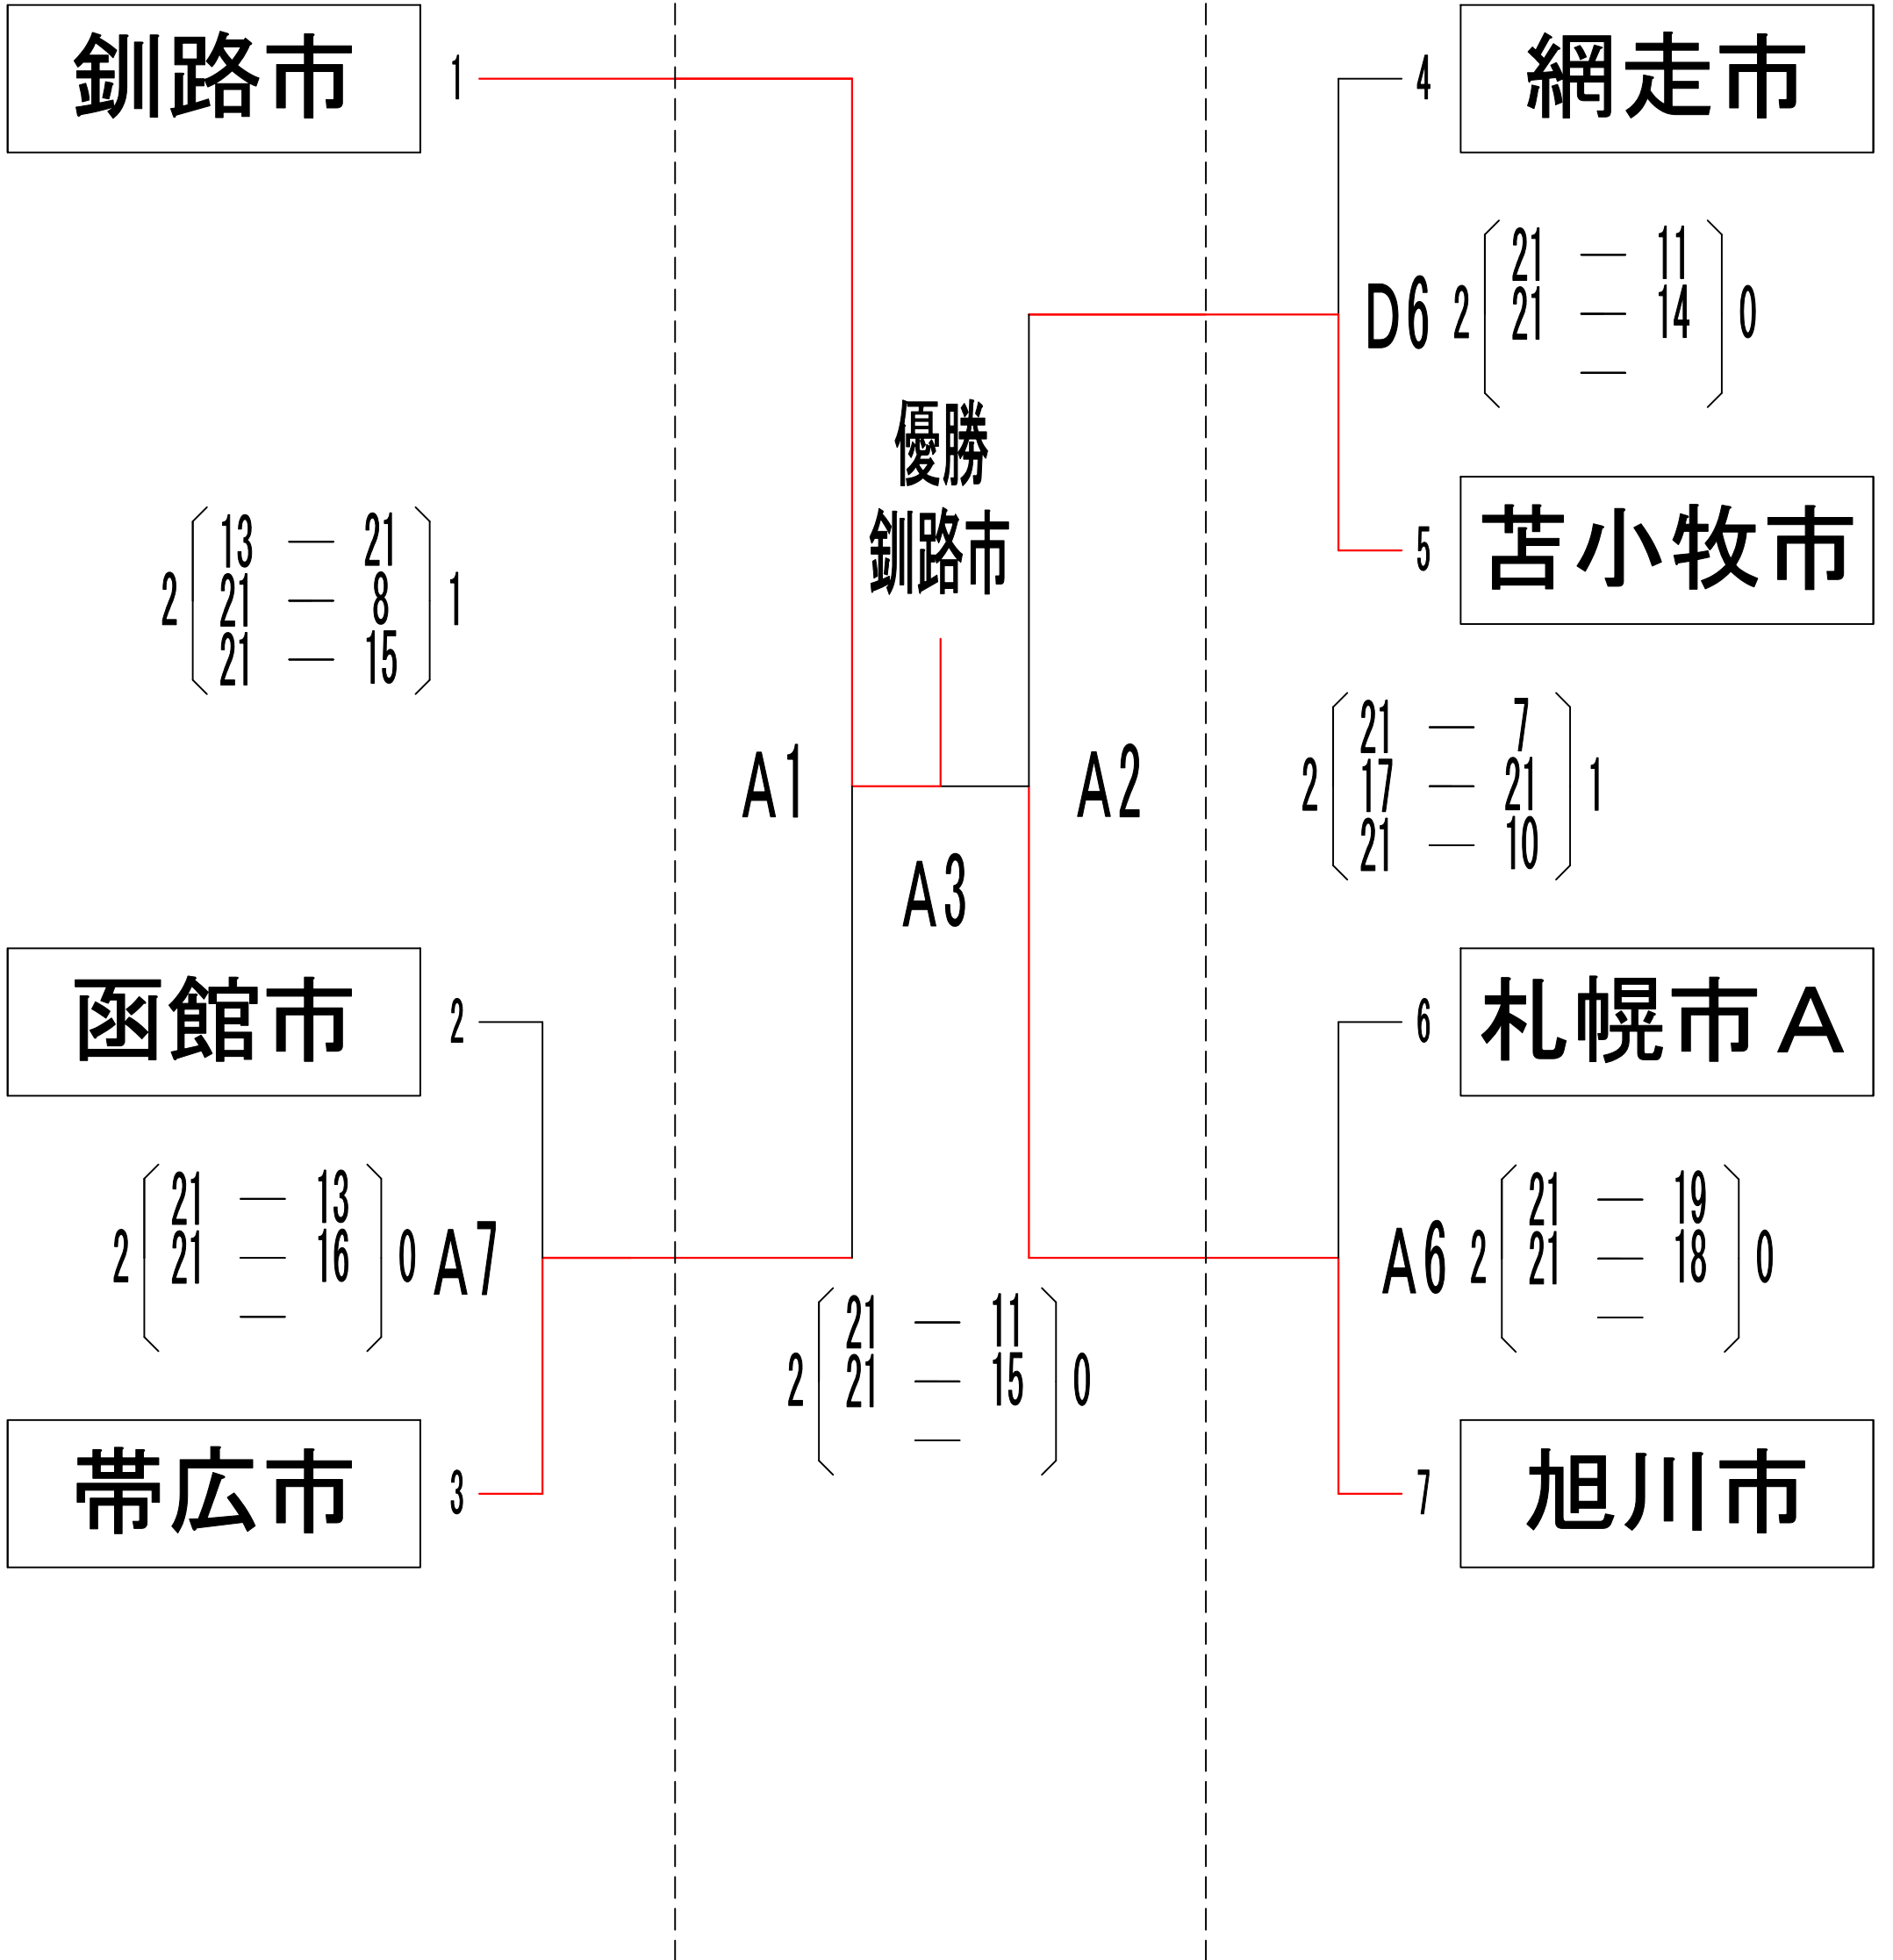 釧路市 1
4 網走市
D6 2 21 — 11 0
21 — 14
—
優勝
釧路市
5 苫小牧市
2 13 — 21 1
21 — 8
21 — 15
A1
A2
2 21 — 7 1
17 — 21
21 — 10
A3
函館市 2
6 札幌市A
2 21 — 13 0 A7
21 — 16
—
A6 2 21 — 19 0
21 — 18
—
2 21 — 11 0
21 — 15
—
帯広市 3
7 旭川市